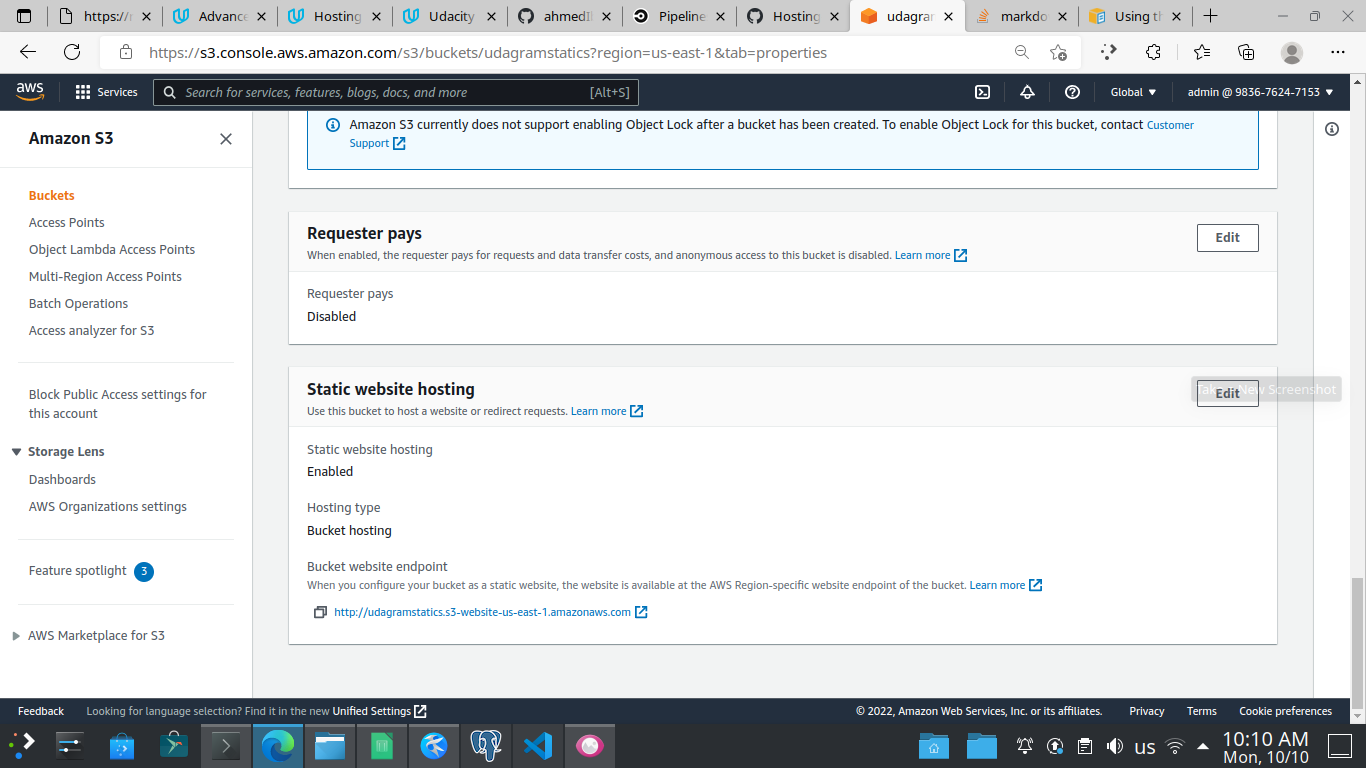 https://r
Advance
Hosting
Udacity
ahmedI
Pipeline
Hosting
udagram
markdo
Using th
https://s3.console.aws.amazon.com/s3/buckets/udagramstatics?region=us-east-1&tab=properties
aws
Services
Search for services, features, blogs, docs, and more
[Alt+S]
Global
admin @ 9836-7624-7153
Amazon S3
Buckets
Access Points
Object Lambda Access Points
Multi-Region Access Points
Batch Operations
Access analyzer for S3
Block Public Access settings for
this account
Storage Lens
Dashboards
AWS Organizations settings
Feature spotlight 3
AWS Marketplace for S3
Amazon S3 currently does not support enabling Object Lock after a bucket has been created. To enable Object Lock for this bucket, contact Customer
Support
Requester pays
Edit
When enabled, the requester pays for requests and data transfer costs, and anonymous access to this bucket is disabled. Learn more
Requester pays
Disabled
Static website hosting
Edit
Use this bucket to host a website or redirect requests. Learn more
Static website hosting
Enabled
Hosting type
Bucket hosting
Bucket website endpoint
When you configure your bucket as a static website, the website is available at the AWS Region-specific website endpoint of the bucket. Learn more
http://udagramstatics.s3-website-us-east-1.amazonaws.com
Feedback
Looking for language selection? Find it in the new Unified Settings
© 2022, Amazon Web Services, Inc. or its affiliates.
Privacy
Terms
Cookie preferences
us
10:10 AM
Mon, 10/10